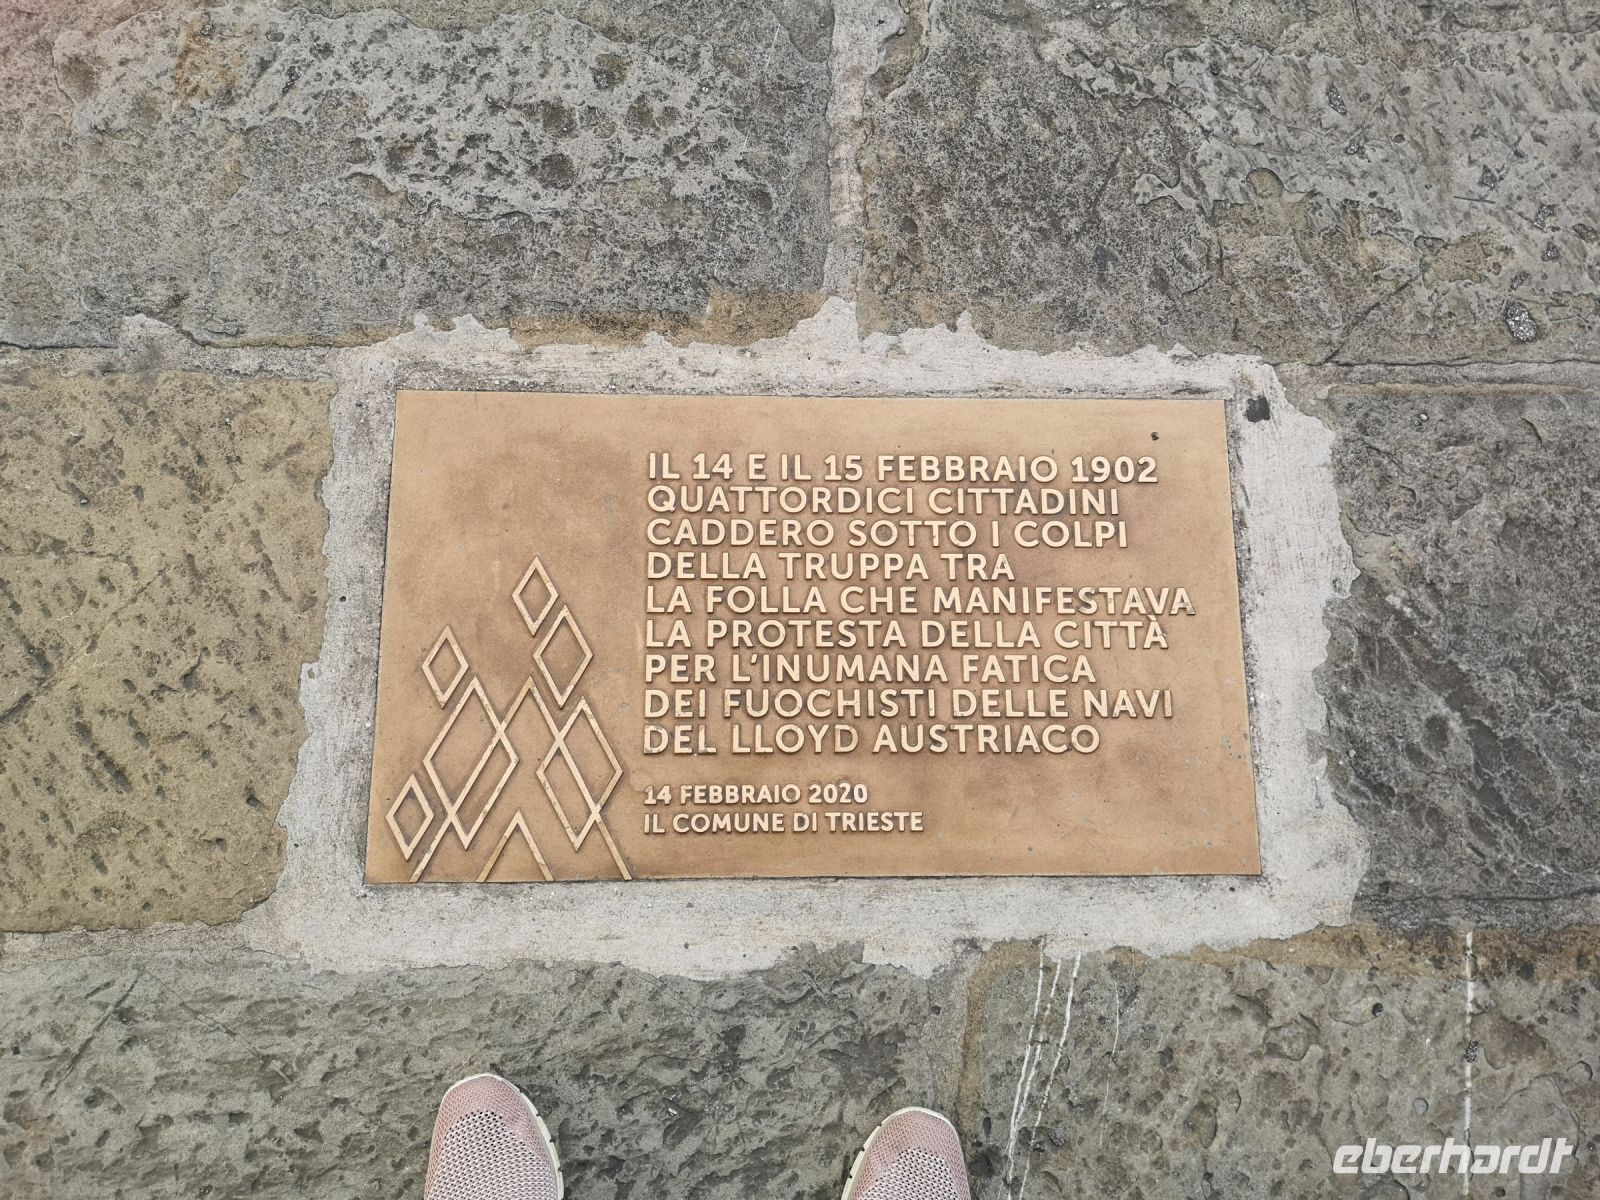 IL 14 E IL 15 FEBBRAIO 1902
QUATTORDICI CITTADINI
CADDERO SOTTO I COLPI
DELLA TRUPPA TRA
LA FOLLA CHE MANIFESTAVA
LA PROTESTA DELLA CITTÀ
PER L'INUMANA FATICA
DEI FUOCHISTI DELLE NAVI
DEL LLOYD AUSTRIACO
14 FEBBRAIO 2020
IL COMUNE DI TRIESTE
eberhardt